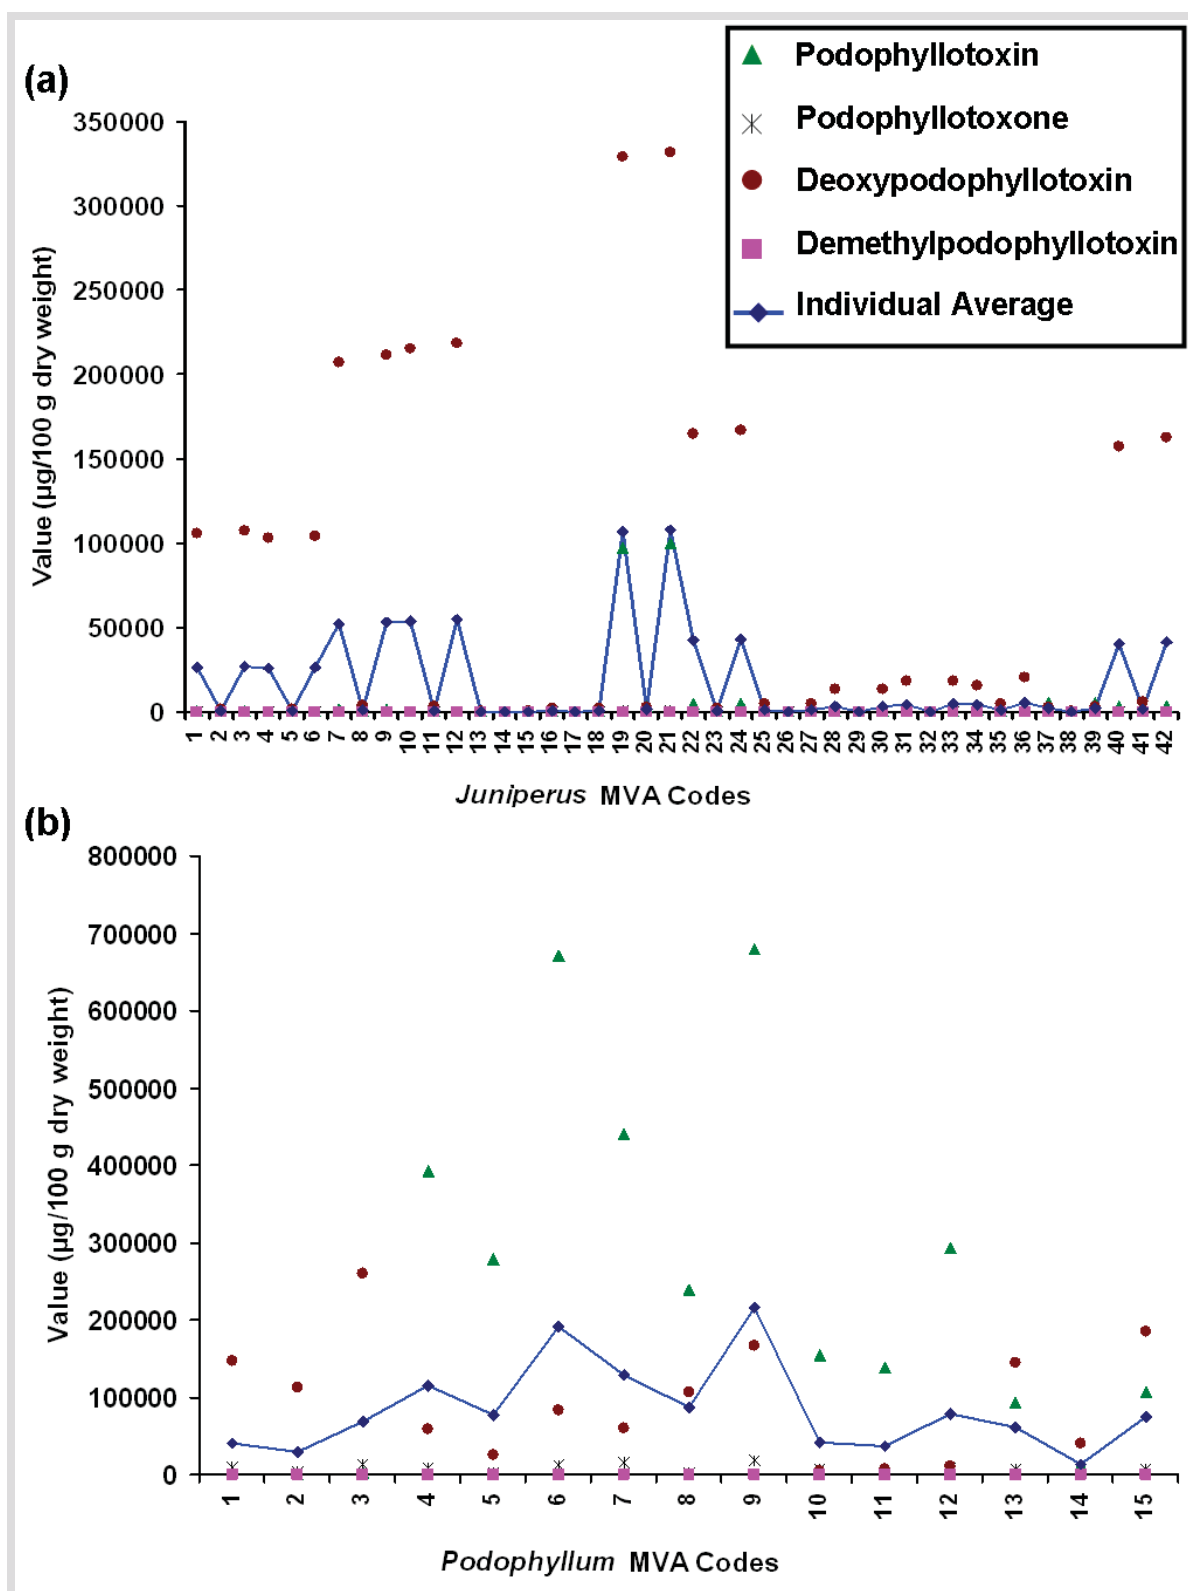 (a)
Podophyllotoxin
Podophyllotoxone
Deoxypodophyllotoxin
Demethylpodophyllotoxin
Individual Average
Value (µg/100 g dry weight)
350000
300000
250000
200000
150000
100000
50000
0
1 2 3 4 5 6 7 8 9 10 11 12 13 14 15 16 17 18 19 20 21 22 23 24 25 26 27 28 29 30 31 32 33 34 35 36 37 38 39 40 41 42
Juniperus MVA Codes
(b)
Value (µg/100 g dry weight)
800000
700000
600000
500000
400000
300000
200000
100000
0
1 2 3 4 5 6 7 8 9 10 11 12 13 14 15
Podophyllum MVA Codes